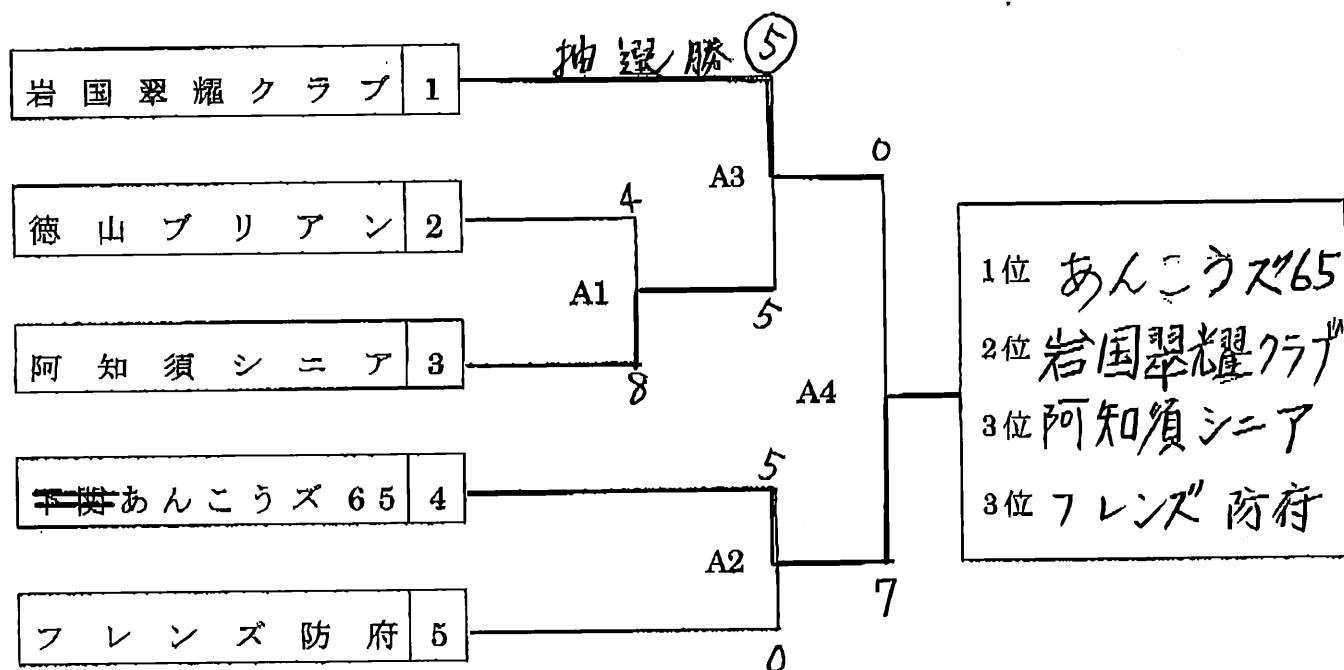 抽選勝 ⑤
岩国翠耀クラブ 1
0
A3
4
徳山ブリアン 2
1位 あんこうズ65
A1
5
2位 岩国翠耀クラブ
阿知須シニア 3
8
A4
3位 阿知須シニア
5
下関あんこうズ65 4
3位 フレンズ防府
A2
7
フレンズ防府 5
0